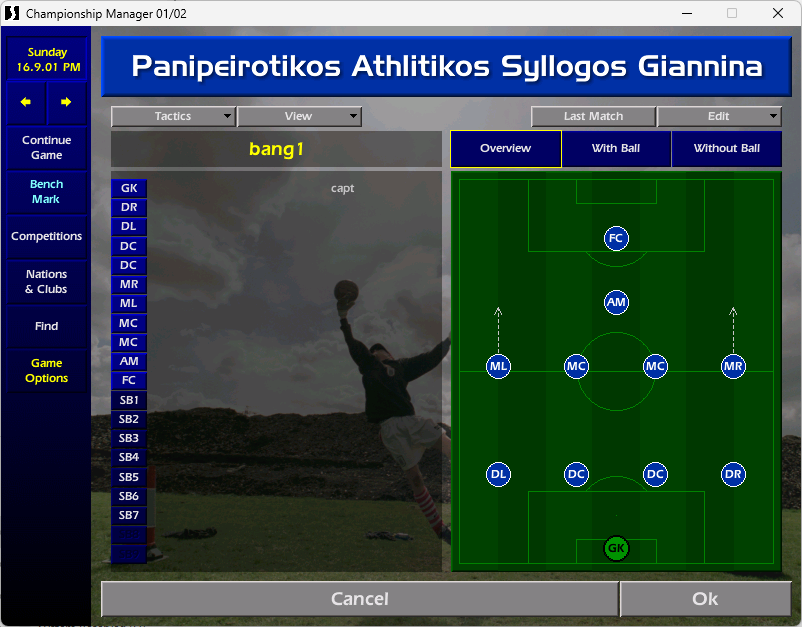 Championship Manager 01/02
Sunday
16.9.01 PM
Panipeirotikos Athlitikos Syllogos Giannina
Continue
Game
Bench
Mark
Competitions
Nations
& Clubs
Find
Game
Options
Tactics
View
Last Match
Edit
bang1
Overview
With Ball
Without Ball
GK capt
DR
DL
DC
DC
MR
ML
MC
MC
AM
FC
SB1
SB2
SB3
SB4
SB5
SB6
SB7
FC
AM
ML MC MC MR
DL DC DC DR
GK
Cancel
Ok